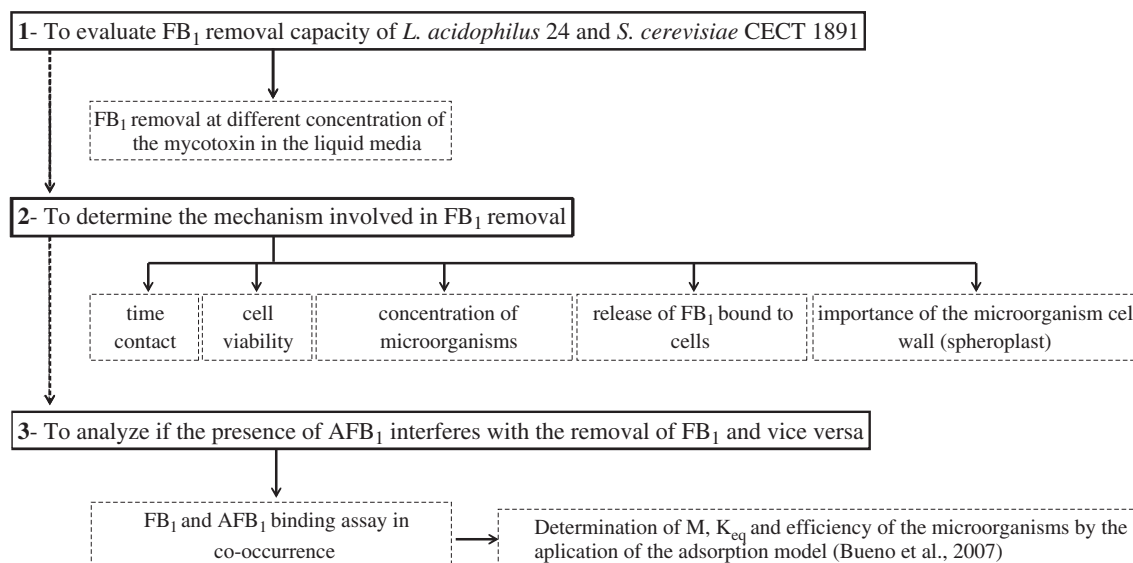 1- To evaluate FB1 removal capacity of L. acidophilus 24 and S. cerevisiae CECT 1891
FB1 removal at different concentration of
the mycotoxin in the liquid media
2- To determine the mechanism involved in FB1 removal
time
contact
cell
viability
concentration of
microorganisms
release of FB1 bound to
cells
importance of the microorganism cell
wall (spheroplast)
3- To analyze if the presence of AFB1 interferes with the removal of FB1 and vice versa
FB1 and AFB1 binding assay in
co-occurrence
Determination of M, Keq and efficiency of the microorganisms by the
aplication of the adsorption model (Bueno et al., 2007)